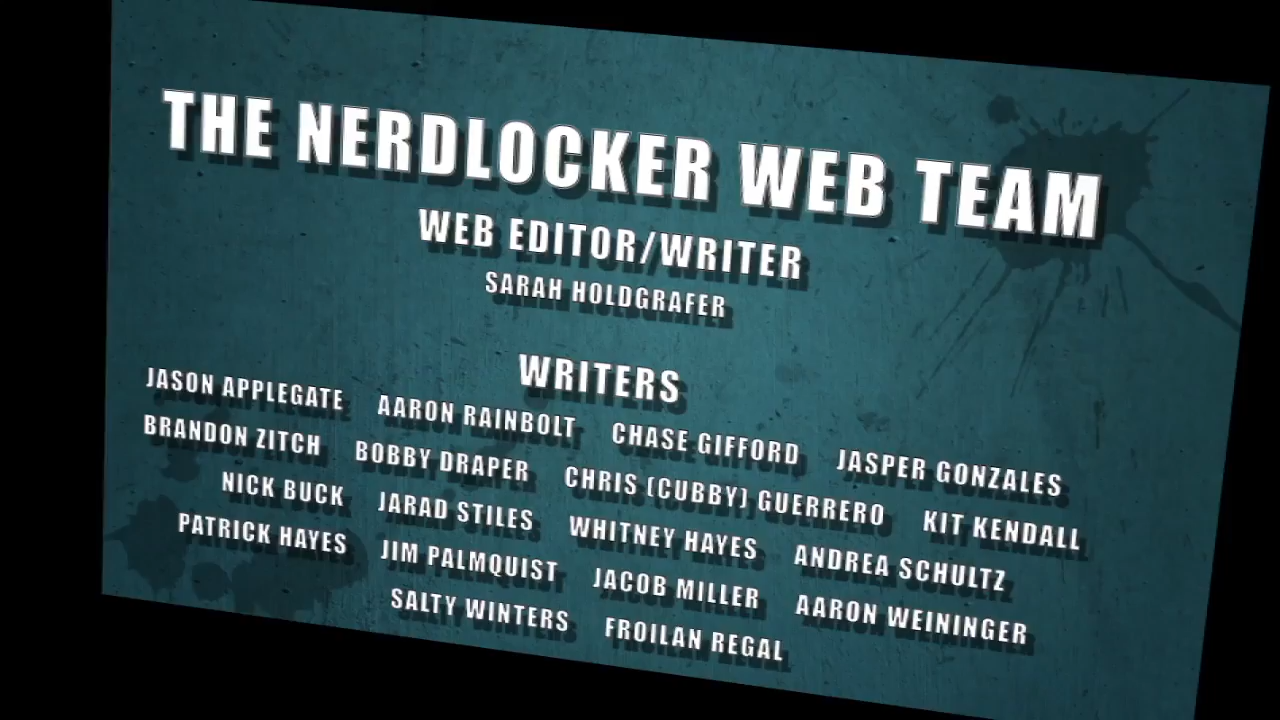 THE NERDLOCKER WEB TEAM
WEB EDITOR/WRITER
SARAH HOLDGRAFER
WRITERS
JASON APPLEGATE AARON RAINBOLT CHASE GIFFORD JASPER GONZALES
BRANDON ZITCH BOBBY DRAPER CHRIS (CUBBY) GUERRERO KIT KENDALL
NICK BUCK JARAD STILES WHITNEY HAYES ANDREA SCHULTZ
PATRICK HAYES JIM PALMQUIST JACOB MILLER AARON WEININGER
SALTY WINTERS FROILAN REGAL